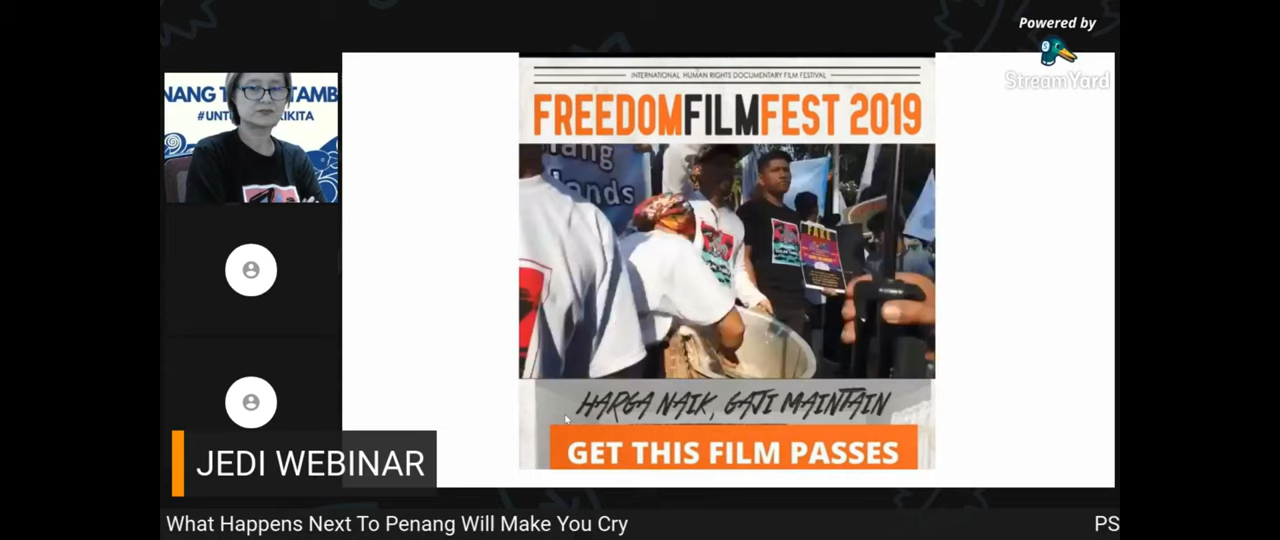 Powered by
StreamYard
NANG T TAMB
#UNT KITA
INTERNATIONAL HUMAN RIGHTS DOCUMENTARY FILM FESTIVAL
FREEDOMFILMFEST 2019
ang
ands
FAKE
HARGA NAIK, GAJI MAINTAIN
GET THIS FILM PASSES
JEDI WEBINAR
What Happens Next To Penang Will Make You Cry
PS